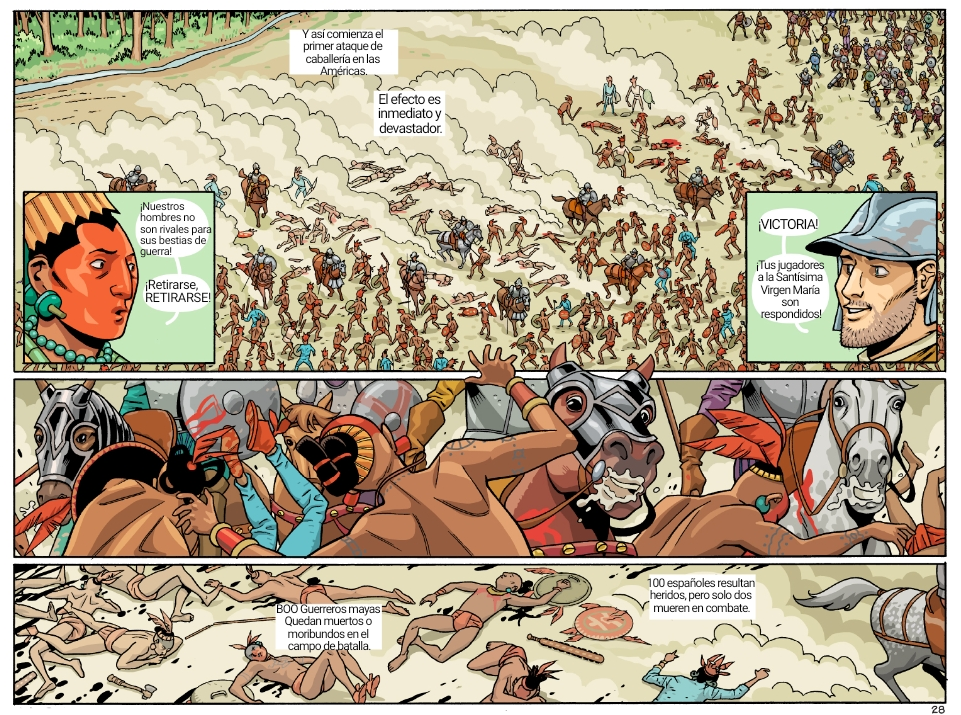 Y así comienza el
primer ataque de
caballería en las
Américas.
El efecto es
inmediato y
devastador.
¡Nuestros
hombres no
son rivales para
sus bestias de
guerra!
¡Retirarse,
RETIRARSE!
¡VICTORIA!
¡Tus jugadores
a la Santísima
Virgen María
son
respondidos!
BOO Guerreros mayas
Quedan muertos o
moribundos en el
campo de batalla.
100 españoles resultan
heridos, pero solo dos
mueren en combate.
28